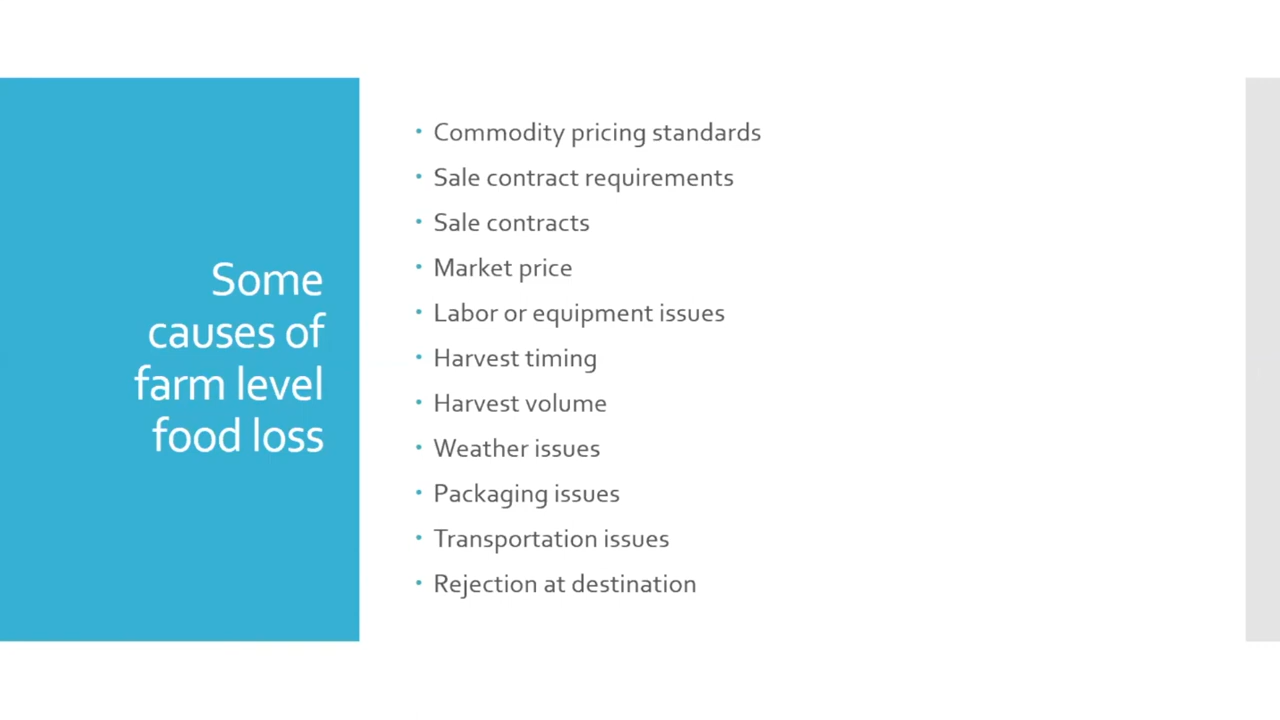 Some
causes of
farm level
food loss
• Commodity pricing standards
• Sale contract requirements
• Sale contracts
• Market price
• Labor or equipment issues
• Harvest timing
• Harvest volume
• Weather issues
• Packaging issues
• Transportation issues
• Rejection at destination